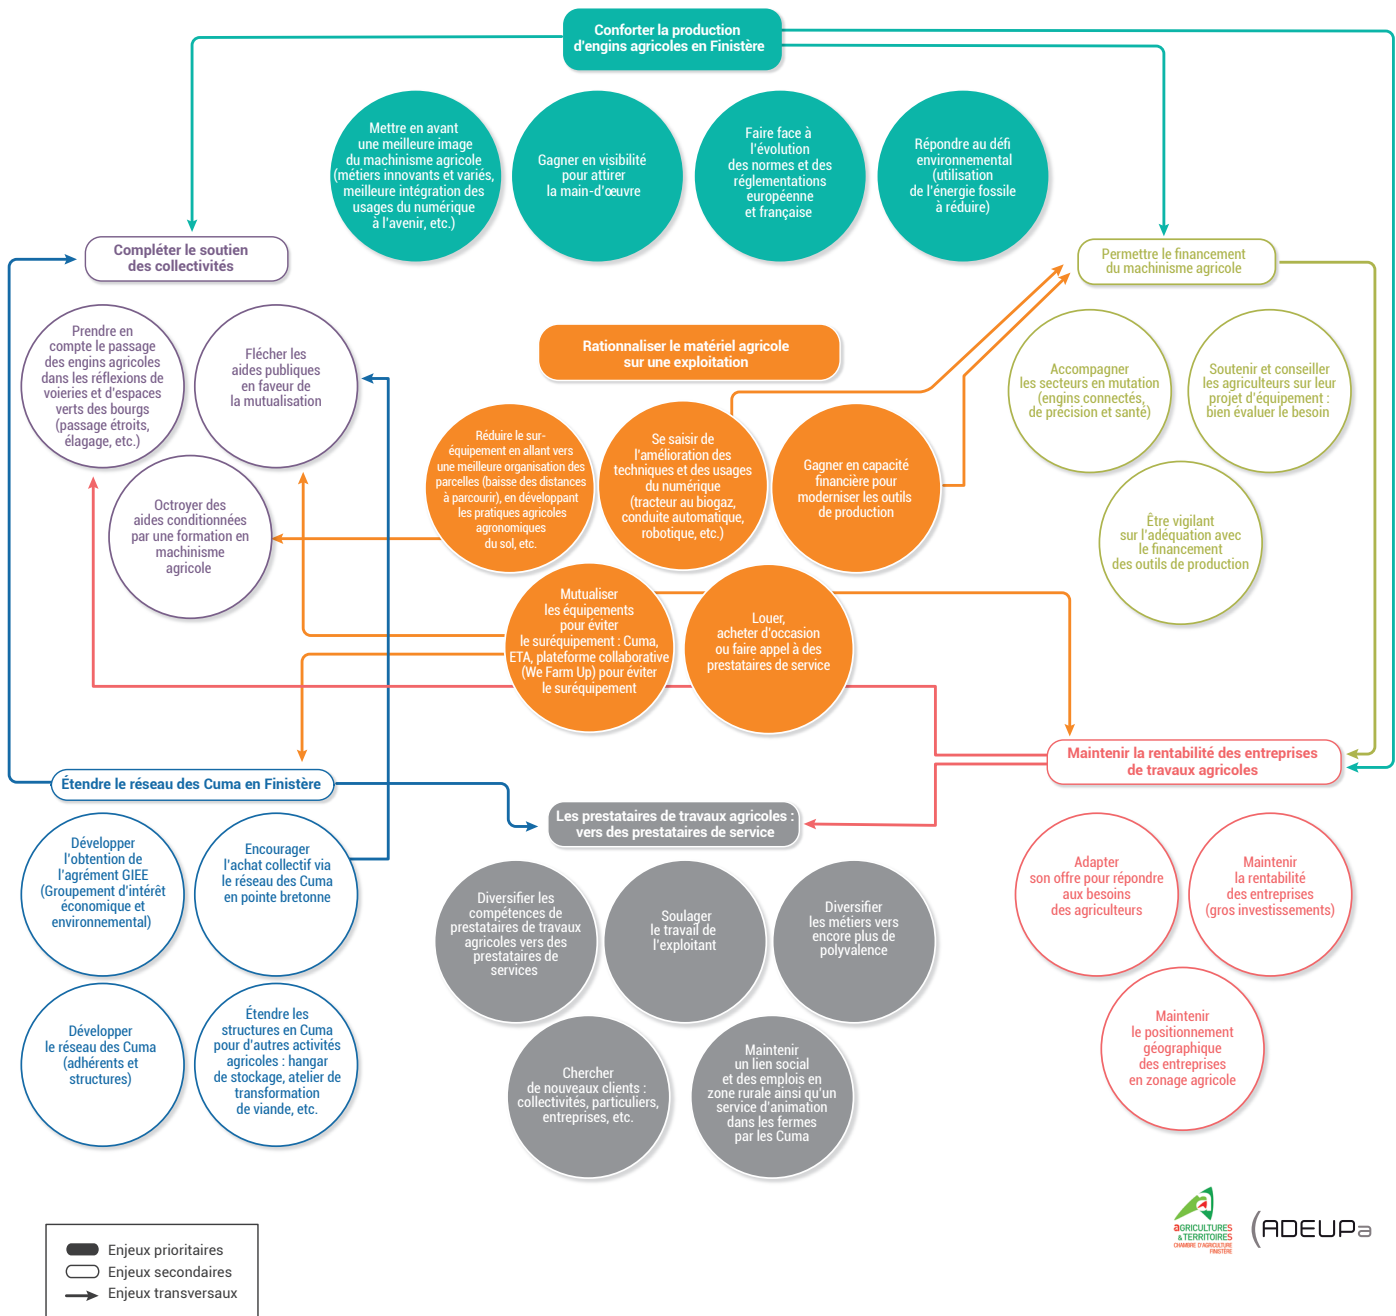 Conforter la production
d'engins agricoles en Finistère
Mettre en avant
une meilleure image
du machinisme agricole
(métiers innovants et variés,
meilleure intégration des
usages du numérique
à l'avenir, etc.)
Gagner en visibilité
pour attirer
la main-d'œuvre
Faire face à
l'évolution
des normes et des
réglementations
européenne
et française
Répondre au défi
environnemental
(utilisation
de l'énergie fossile
à réduire)
Compléter le soutien
des collectivités
Permettre le financement
du machinisme agricole
Prendre en
compte le passage
des engins agricoles
dans les réflexions de
voieries et d'espaces
verts des bourgs
(passage étroits,
élagage, etc.)
Flécher les
aides publiques
en faveur de
la mutualisation
Octroyer des
aides conditionnées
par une formation en
machinisme
agricole
Rationnaliser le matériel agricole
sur une exploitation
Réduire le sur-
équipement en allant vers
une meilleure organisation des
parcelles (baisse des distances
à parcourir), en développant
les pratiques agricoles
agronomiques
du sol, etc.
Se saisir de
l'amélioration des
techniques et des usages
du numérique
(tracteur au biogaz,
conduite automatique,
robotique, etc.)
Gagner en capacité
financière pour
moderniser les outils
de production
Mutualiser
les équipements
pour éviter
le suréquipement : Cuma,
ETA, plateforme collaborative
(We Farm Up) pour éviter
le suréquipement
Louer,
acheter d'occasion
ou faire appel à des
prestataires de service
Accompagner
les secteurs en mutation
(engins connectés,
de précision et santé)
Soutenir et conseiller
les agriculteurs sur leur
projet d'équipement :
bien évaluer le besoin
Être vigilant
sur l'adéquation avec
le financement
des outils de production
Étendre le réseau des Cuma en Finistère
Développer
l'obtention de
l'agrément GIEE
(Groupement d'intérêt
économique et
environnemental)
Encourager
l'achat collectif via
le réseau des Cuma
en pointe bretonne
Développer
le réseau des Cuma
(adhérents et
structures)
Étendre les
structures en Cuma
pour d'autres activités
agricoles : hangar
de stockage, atelier de
transformation
de viande, etc.
Les prestataires de travaux agricoles :
vers des prestataires de service
Diversifier les
compétences de
prestataires de travaux
agricoles vers des
prestataires de
services
Soulager
le travail de
l'exploitant
Diversifier
les métiers vers
encore plus de
polyvalence
Chercher
de nouveaux clients :
collectivités, particuliers,
entreprises, etc.
Maintenir
un lien social
et des emplois en
zone rurale ainsi qu'un
service d'animation
dans les fermes
par les Cuma
Maintenir la rentabilité des entreprises
de travaux agricoles
Adapter
son offre pour répondre
aux besoins
des agriculteurs
Maintenir
la rentabilité
des entreprises
(gros investissements)
Maintenir
le positionnement
géographique
des entreprises
en zonage agricole
Enjeux prioritaires
Enjeux secondaires
Enjeux transversaux
aGRICULTURES
& TERRITOIRES
CHAMBRE D'AGRICULTURE
FINISTÈRE
ADEUPa